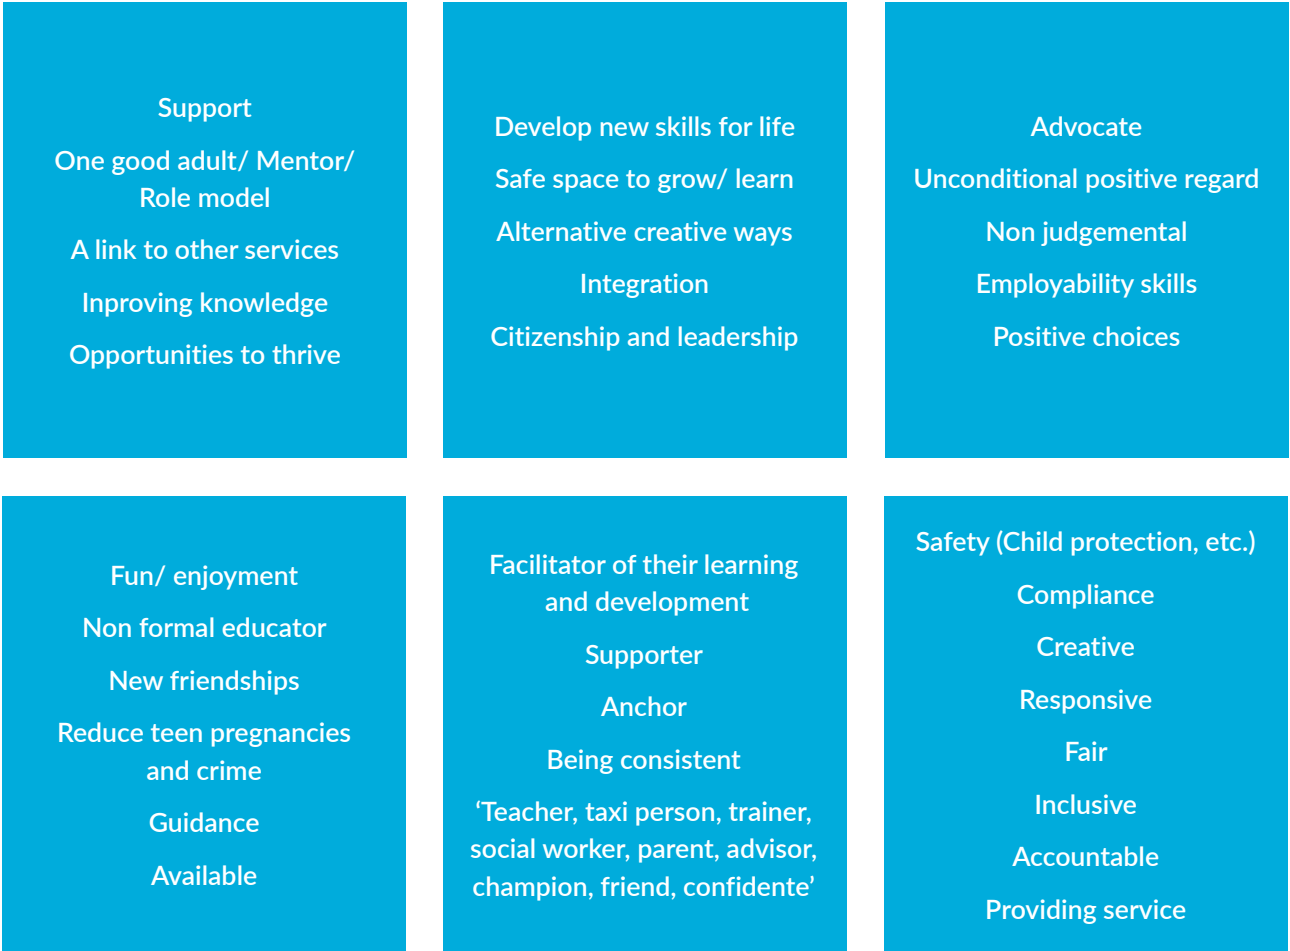 Support
One good adult/ Mentor/
Role model
A link to other services
Inproving knowledge
Opportunities to thrive
Develop new skills for life
Safe space to grow/ learn
Alternative creative ways
Integration
Citizenship and leadership
Advocate
Unconditional positive regard
Non judgemental
Employability skills
Positive choices
Fun/ enjoyment
Non formal educator
New friendships
Reduce teen pregnancies
and crime
Guidance
Available
Facilitator of their learning
and development
Supporter
Anchor
Being consistent
‘Teacher, taxi person, trainer,
social worker, parent, advisor,
champion, friend, confidente’
Safety (Child protection, etc.)
Compliance
Creative
Responsive
Fair
Inclusive
Accountable
Providing service